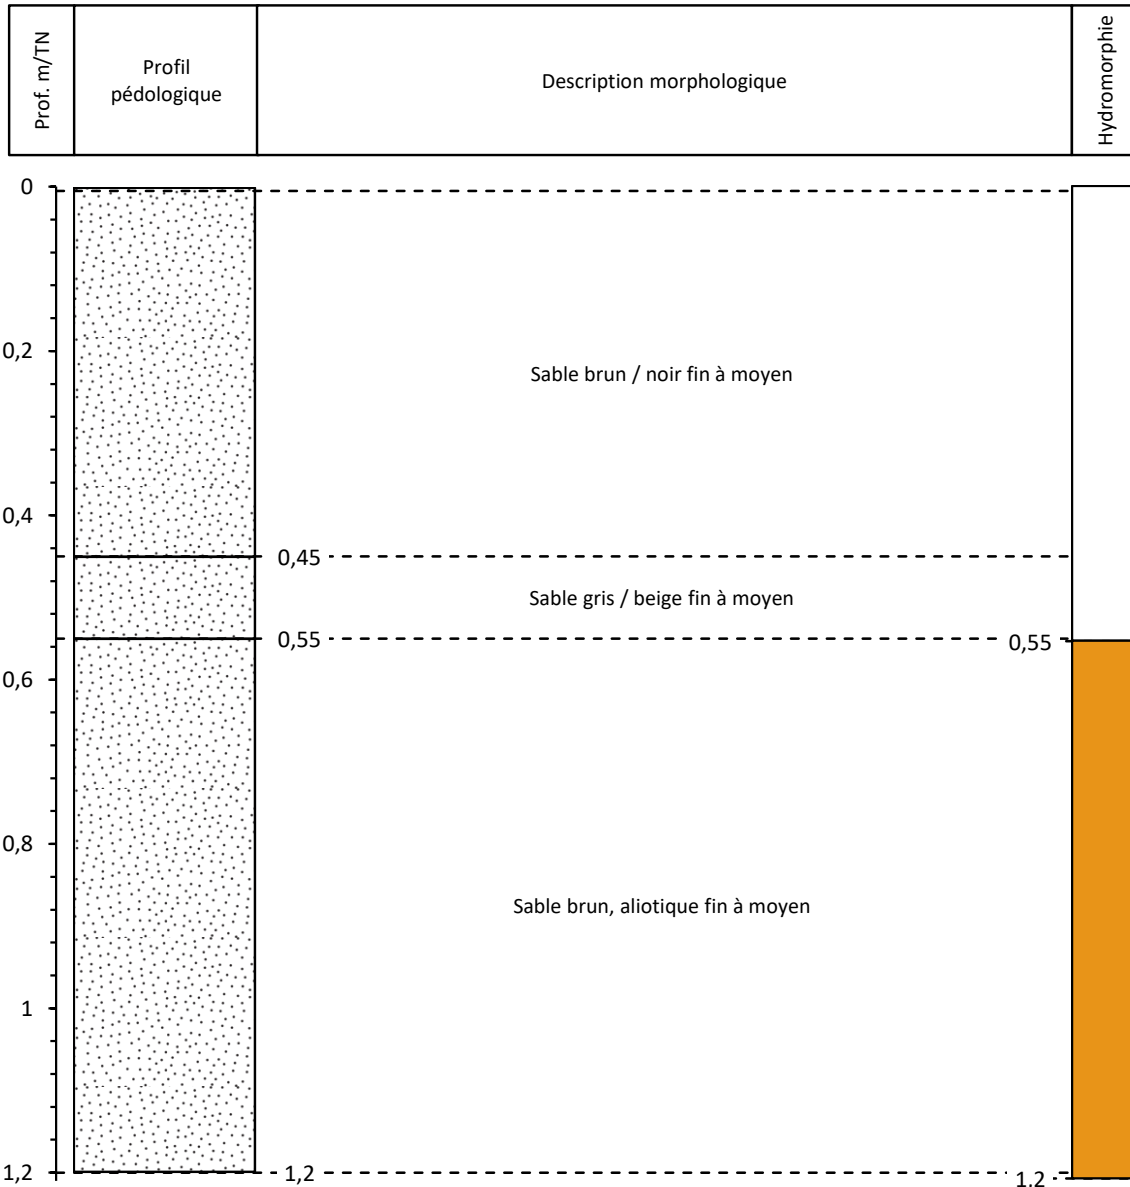 Prof. m/TN
Profil
pédologique
Description morphologique
Hydromorphie
0
0,2
Sable brun / noir fin à moyen
0,4
0,45
Sable gris / beige fin à moyen
0,55
0,55
0,6
0,8
Sable brun, aliotique fin à moyen
1
1,2
1,2
1,2